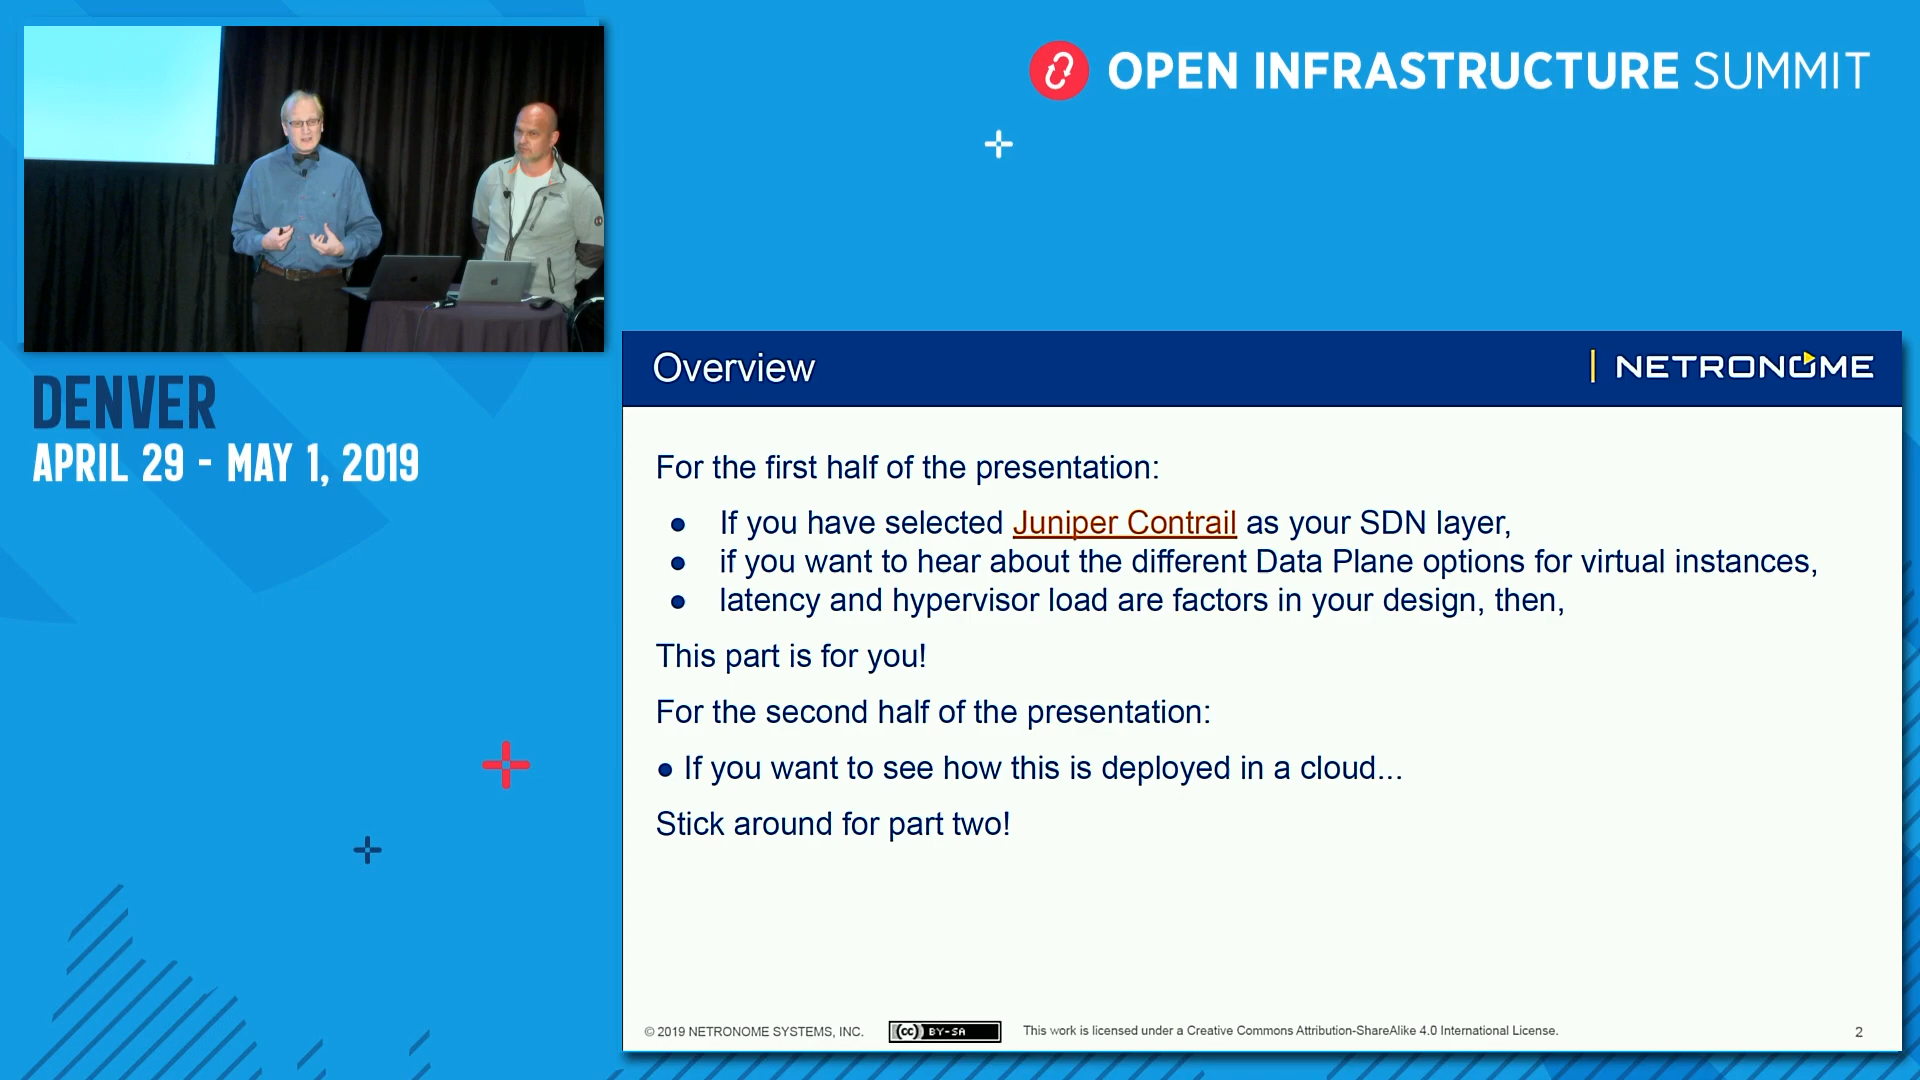 OPEN INFRASTRUCTURE SUMMIT
DENVER
APRIL 29 - MAY 1, 2019
Overview
NETRONOME
For the first half of the presentation:
● If you have selected Juniper Contrail as your SDN layer,
● if you want to hear about the different Data Plane options for virtual instances,
● latency and hypervisor load are factors in your design, then,
This part is for you!
For the second half of the presentation:
● If you want to see how this is deployed in a cloud...
Stick around for part two!
© 2019 NETRONOME SYSTEMS, INC.
(cc) BY-SA
This work is licensed under a Creative Commons Attribution-ShareAlike 4.0 International License.
2